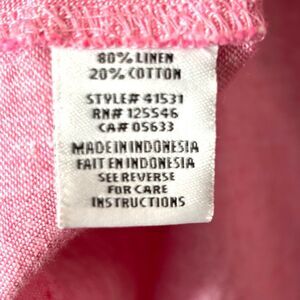 80% LINEN
20% COTTON
STYLE# 41531
RN# 125546
CA# 05633
MADE IN INDONESIA
FAIT EN INDONESIA
SEE REVERSE
FOR CARE
INSTRUCTIONS